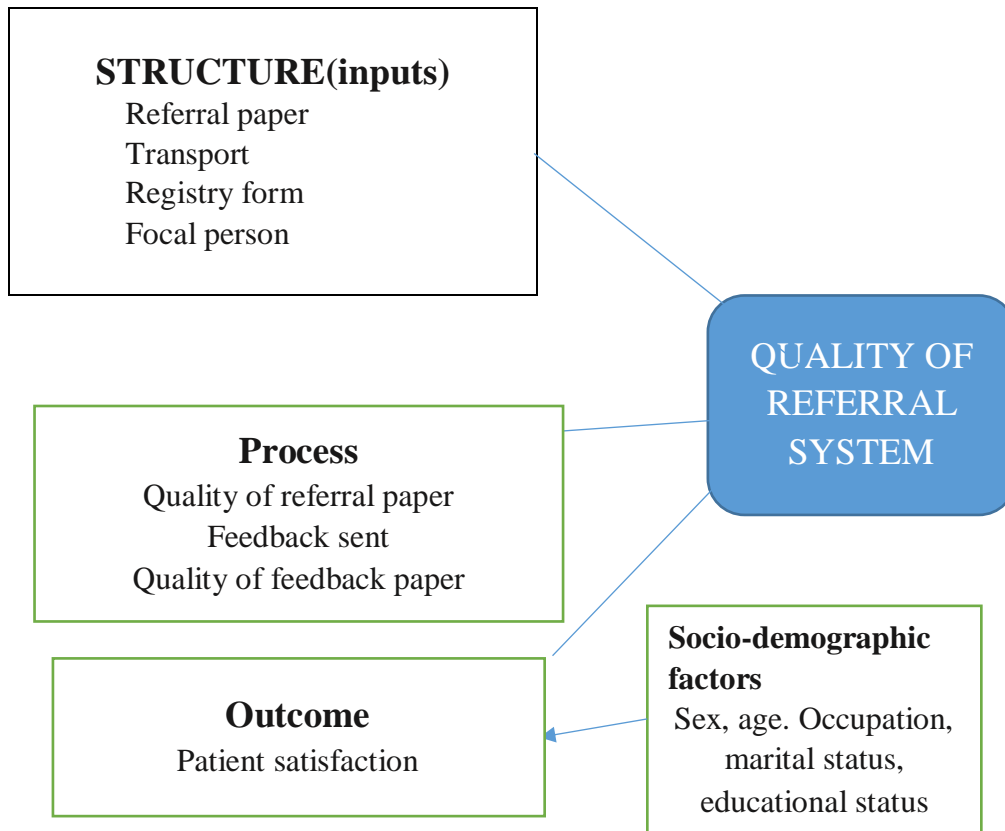 STRUCTURE(inputs)
Referral paper
Transport
Registry form
Focal person
QUALITY OF
REFERRAL
SYSTEM
Process
Quality of referral paper
Feedback sent
Quality of feedback paper
Outcome
Patient satisfaction
Socio-demographic
factors
Sex, age. Occupation,
marital status,
educational status